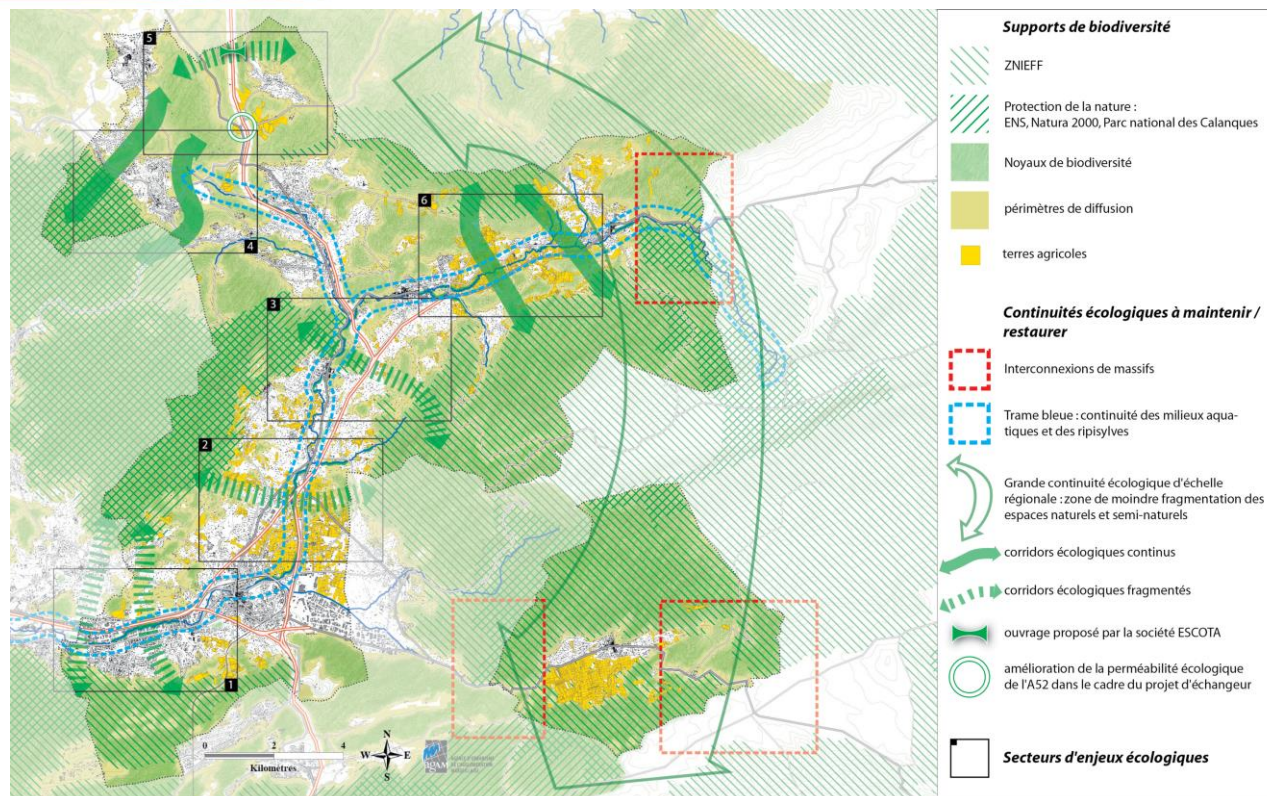 Supports de biodiversité
ZNIEFF
Protection de la nature :
ENS, Natura 2000, Parc national des Calanques
Noyaux de biodiversité
périmètres de diffusion
terres agricoles
Continuités écologiques à maintenir /
restaurer
Interconnexions de massifs
Trame bleue : continuité des milieux aqua-
tiques et des ripisylves
Grande continuité écologique d'échelle
régionale : zone de moindre fragmentation des
espaces naturels et semi-naturels
corridors écologiques continus
corridors écologiques fragmentés
ouvrage proposé par la société ESCOTA
amélioration de la perméabilité écologique
de l'A52 dans le cadre du projet d'échangeur
Secteurs d'enjeux écologiques
5
6
4
3
2
1
0 2 4
Kilomètres
N
W E
S